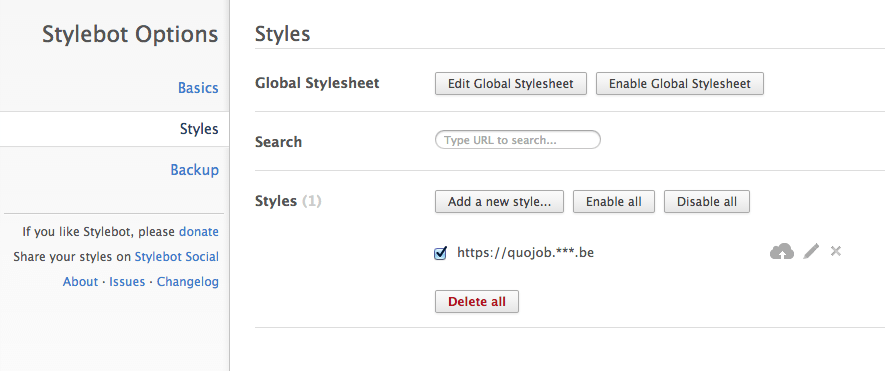 Stylebot Options
Basics
Styles
Backup
If you like Stylebot, please donate
Share your styles on Stylebot Social
About · Issues · Changelog
Styles
Global Stylesheet
Edit Global Stylesheet
Enable Global Stylesheet
Search
Type URL to search...
Styles (1)
Add a new style...
Enable all
Disable all
https://quojob.***.be
Delete all